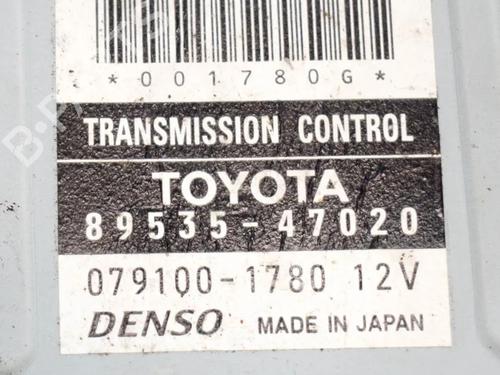 *001780G*
TRANSMISSION CONTROL
TOYOTA
89535-47020
079100-1780 12V
DENSO MADE IN JAPAN